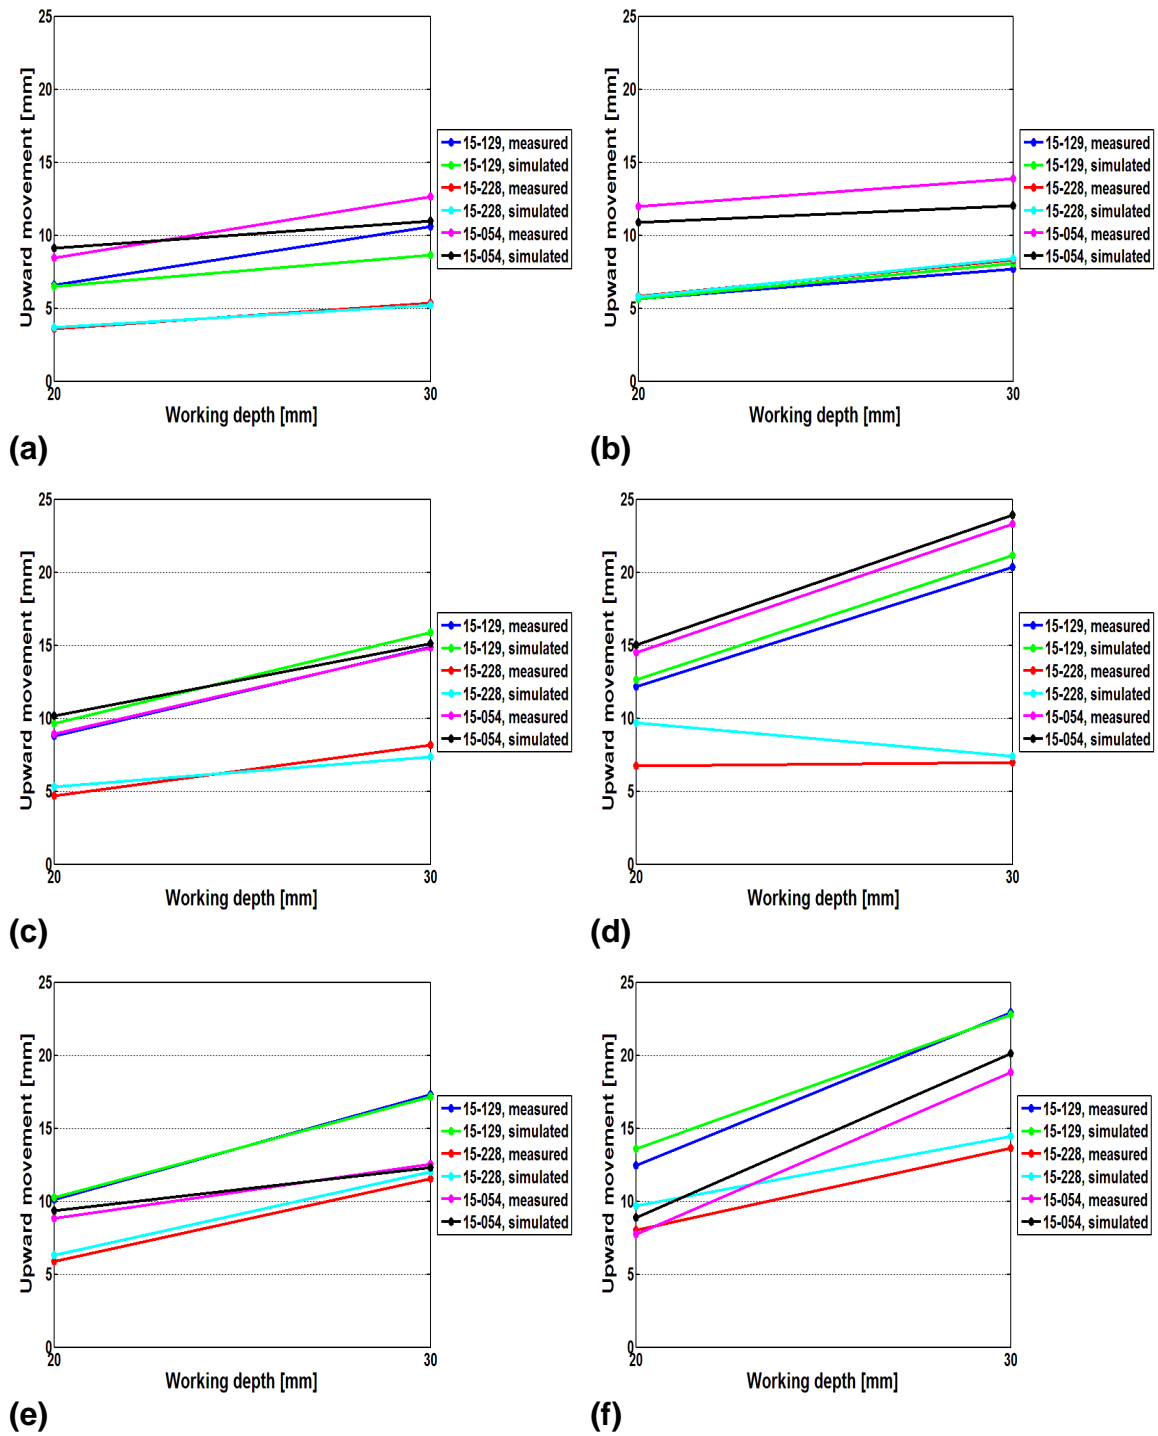 25
20
15
10
5
0
20
30
Upward movement [mm]
Working depth [mm]
15-129, measured
15-129, simulated
15-228, measured
15-228, simulated
15-054, measured
15-054, simulated
(a)
25
20
15
10
5
0
20
30
Upward movement [mm]
Working depth [mm]
15-129, measured
15-129, simulated
15-228, measured
15-228, simulated
15-054, measured
15-054, simulated
(b)
25
20
15
10
5
0
20
30
Upward movement [mm]
Working depth [mm]
15-129, measured
15-129, simulated
15-228, measured
15-228, simulated
15-054, measured
15-054, simulated
(c)
25
20
15
10
5
0
20
30
Upward movement [mm]
Working depth [mm]
15-129, measured
15-129, simulated
15-228, measured
15-228, simulated
15-054, measured
15-054, simulated
(d)
25
20
15
10
5
0
20
30
Upward movement [mm]
Working depth [mm]
15-129, measured
15-129, simulated
15-228, measured
15-228, simulated
15-054, measured
15-054, simulated
(e)
25
20
15
10
5
0
20
30
Upward movement [mm]
Working depth [mm]
15-129, measured
15-129, simulated
15-228, measured
15-228, simulated
15-054, measured
15-054, simulated
(f)